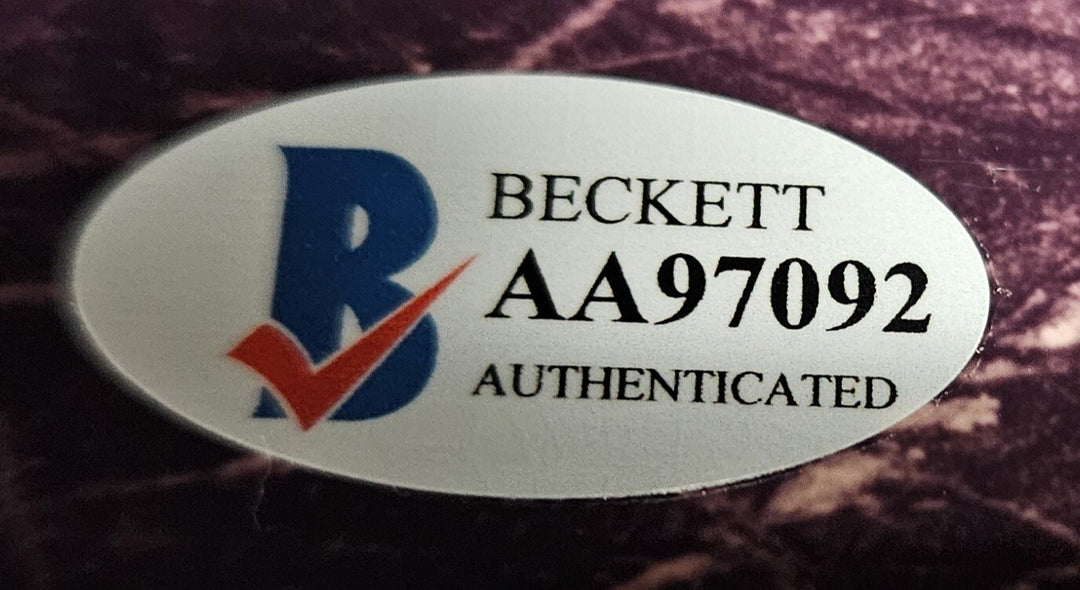 B
BECKETT
AA97092
AUTHENTICATED